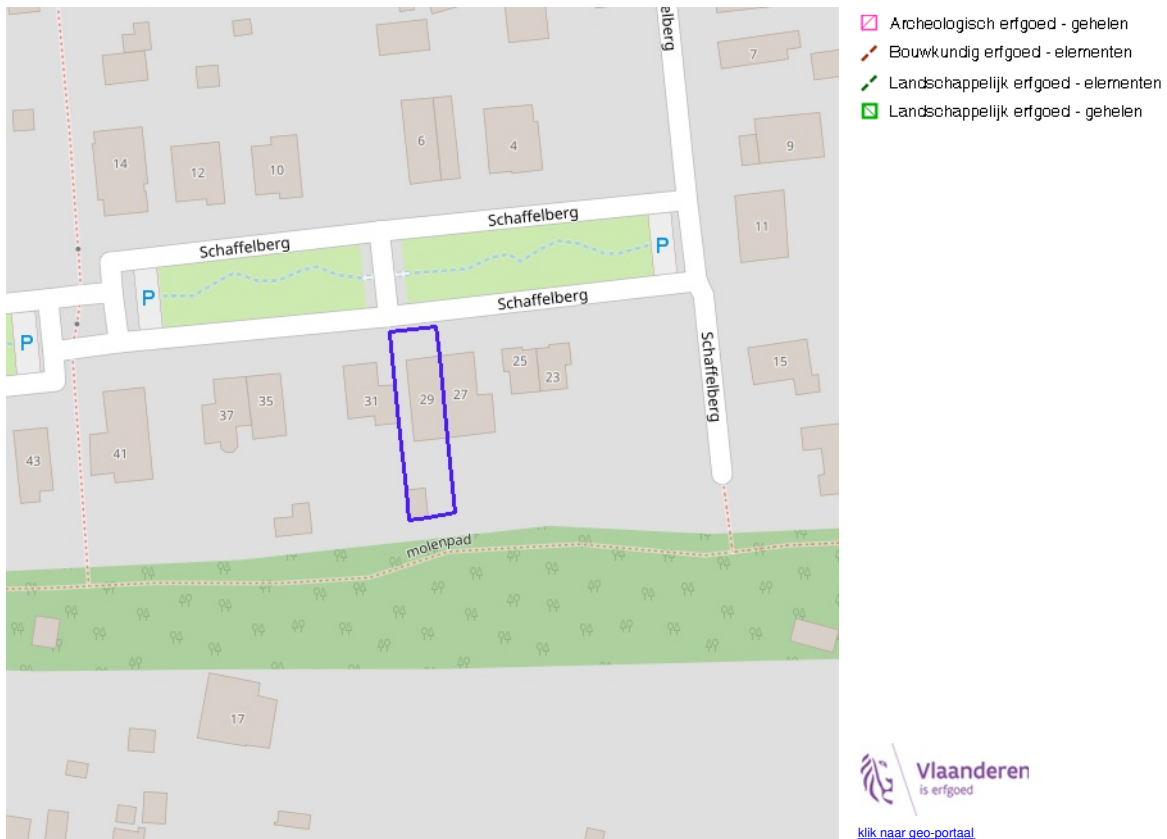 elberg
7
Archeologisch erfgoed - gehelen
Bouwkundig erfgoed - elementen
Landschappelijk erfgoed - elementen
Landschappelijk erfgoed - gehelen
14
12
10
6
4
9
11
Schaffelberg
Schaffelberg
P
P
Schaffelberg
P
Schaffelberg
15
43
41
37
35
31
29
27
25
23
molenpad
17
Vlaanderen
is erfgoed
klik naar geo-portaal